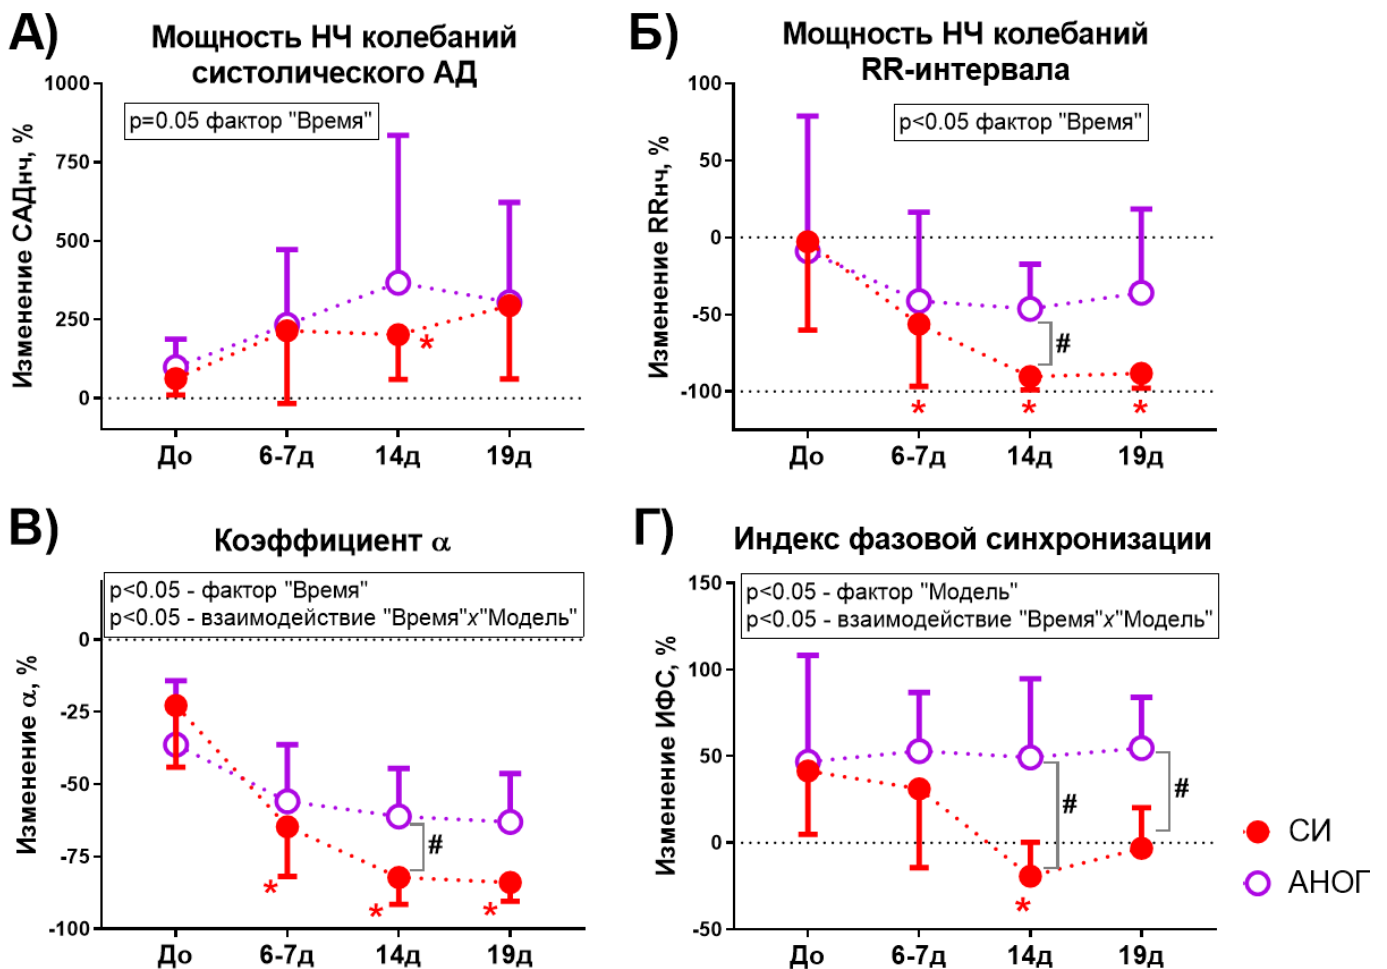 А)
Мощность НЧ колебаний
систолического АД
p=0.05 фактор "Время"
Изменение САДнч, %
1000
750
500
250
0
*
До
6-7д
14д
19д
Б)
Мощность НЧ колебаний
RR-интервала
p<0.05 фактор "Время"
Изменение RRнч, %
100
50
0
-50
-100
#
*
*
*
До
6-7д
14д
19д
В)
Коэффициент α
p<0.05 - фактор "Время"
p<0.05 - взаимодействие "Время"x"Модель"
Изменение α, %
0
-25
-50
-75
-100
#
*
*
*
До
6-7д
14д
19д
Г)
Индекс фазовой синхронизации
p<0.05 - фактор "Модель"
p<0.05 - взаимодействие "Время"x"Модель"
Изменение ИФС, %
150
100
50
0
-50
#
#
*
До
6-7д
14д
19д
СИ
АНОГ